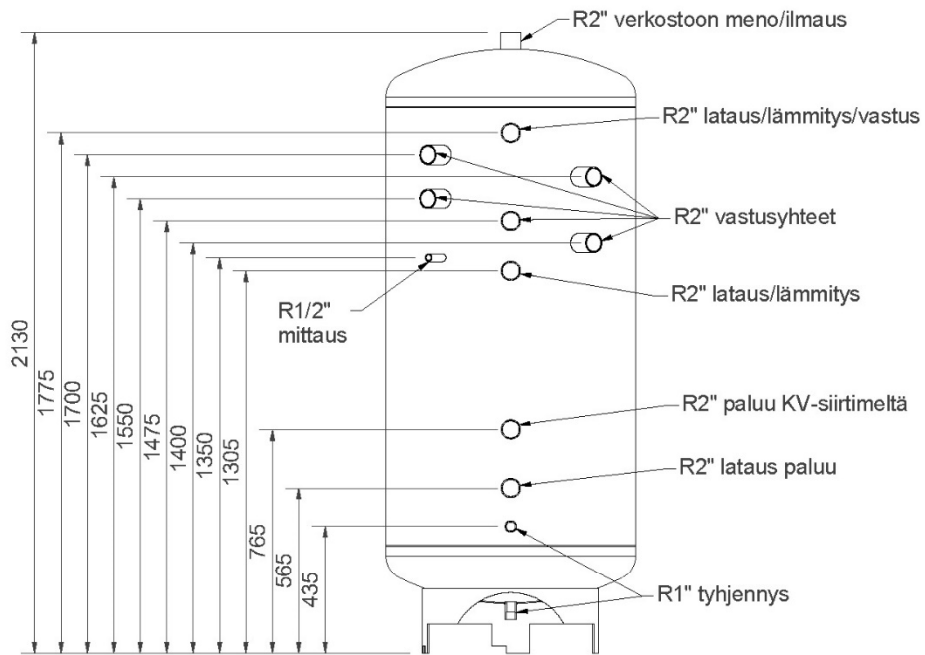 R2" verkostoon meno/ilmaus
R2" lataus/lämmitys/vastus
R2" vastusyhteet
R2" lataus/lämmitys
R1/2"
mittaus
R2" paluu KV-siirtimeltä
R2" lataus paluu
R1" tyhjennys
2130
1775
1700
1625
1550
1475
1400
1350
1305
765
565
435